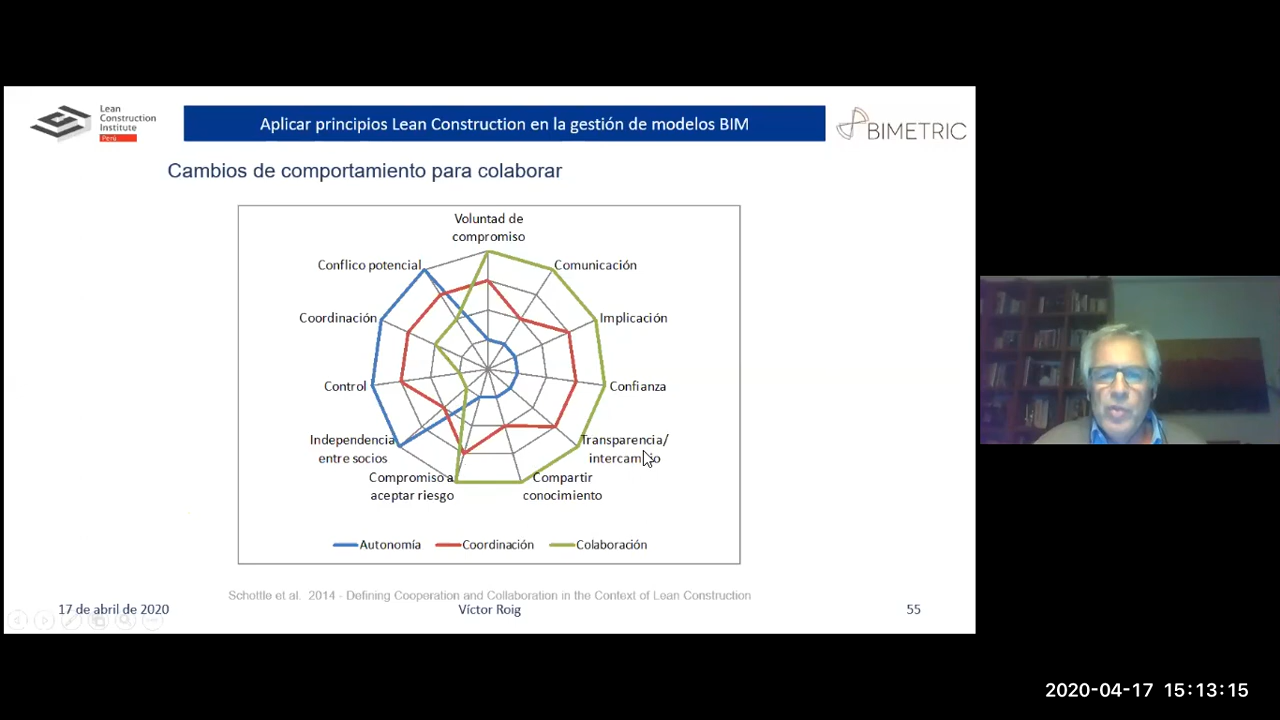 Lean
Construction
Institute
Perú
Aplicar principios Lean Construction en la gestión de modelos BIM
BIMETRIC
Cambios de comportamiento para colaborar
Voluntad de
compromiso
Conflico potencial
Comunicación
Coordinación
Implicación
Control
Confianza
Independencia
entre socios
Transparencia/
intercambio
Compromiso a
aceptar riesgo
Compartir
conocimiento
Autonomía
Coordinación
Colaboración
Schottle et al. 2014 - Defining Cooperation and Collaboration in the Context of Lean Construction
17 de abril de 2020
Víctor Roig
55
2020-04-17 15:13:15